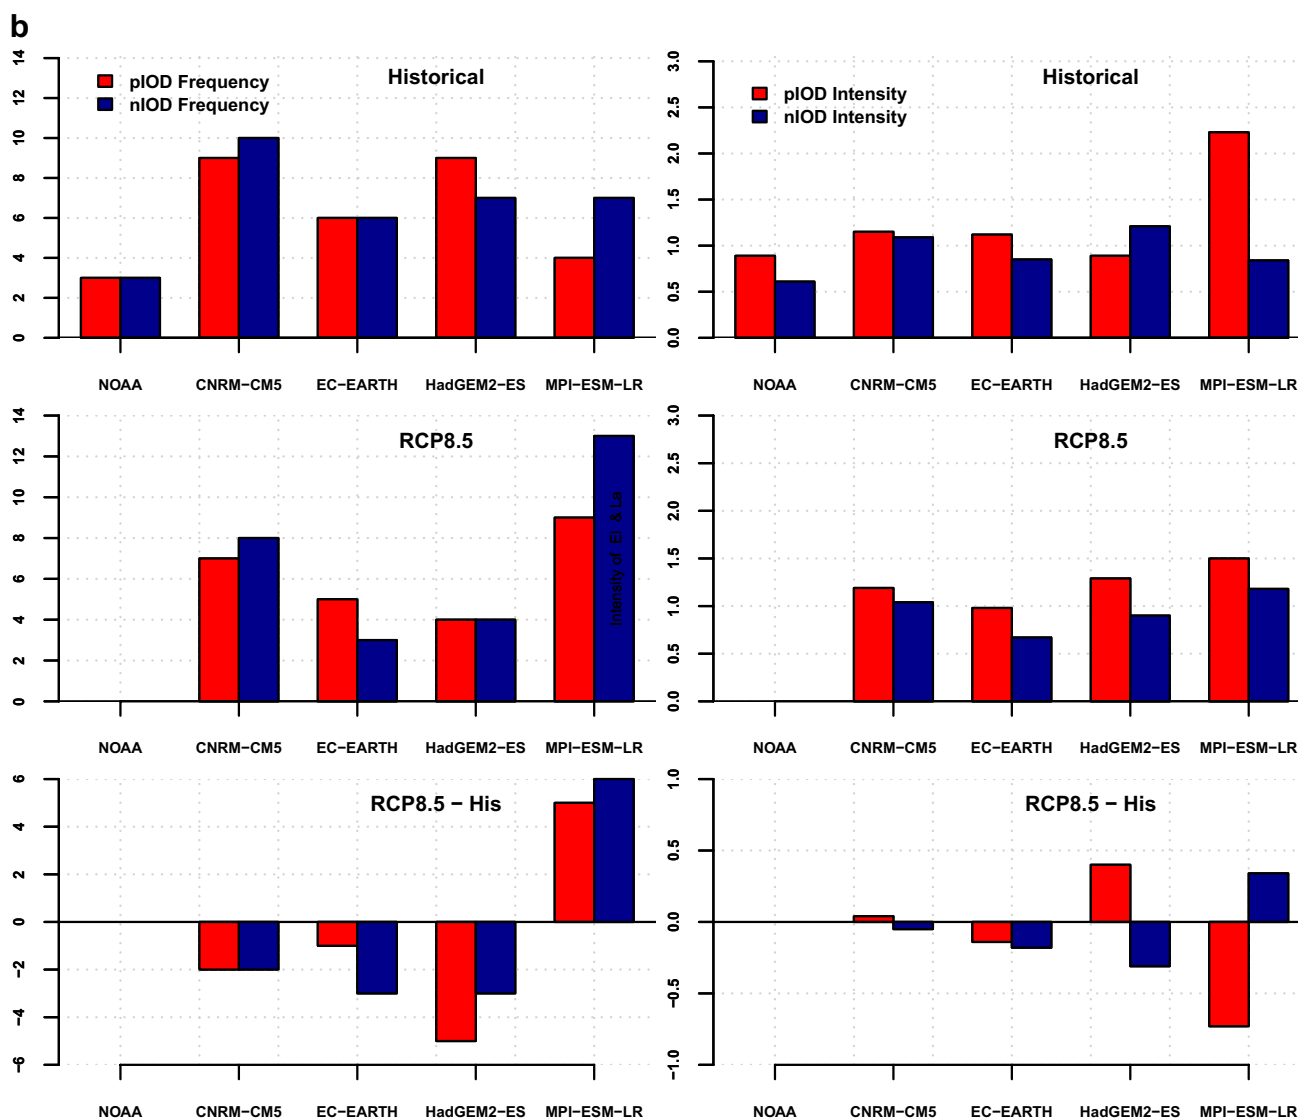 b
14
12
10
8
6
4
2
0
pIOD Frequency
nIOD Frequency
Historical
NOAA CNRM−CM5 EC−EARTH HadGEM2−ES MPI−ESM−LR
3.0
2.5
2.0
1.5
1.0
0.5
0.0
pIOD Intensity
nIOD Intensity
Historical
NOAA CNRM−CM5 EC−EARTH HadGEM2−ES MPI−ESM−LR
14
12
10
8
6
4
2
0
RCP8.5
Intensity of El & La
NOAA CNRM−CM5 EC−EARTH HadGEM2−ES MPI−ESM−LR
3.0
2.5
2.0
1.5
1.0
0.5
0.0
RCP8.5
NOAA CNRM−CM5 EC−EARTH HadGEM2−ES MPI−ESM−LR
6
4
2
0
−2
−4
−6
RCP8.5 − His
NOAA CNRM−CM5 EC−EARTH HadGEM2−ES MPI−ESM−LR
1.0
0.5
0.0
−0.5
−1.0
RCP8.5 − His
NOAA CNRM−CM5 EC−EARTH HadGEM2−ES MPI−ESM−LR